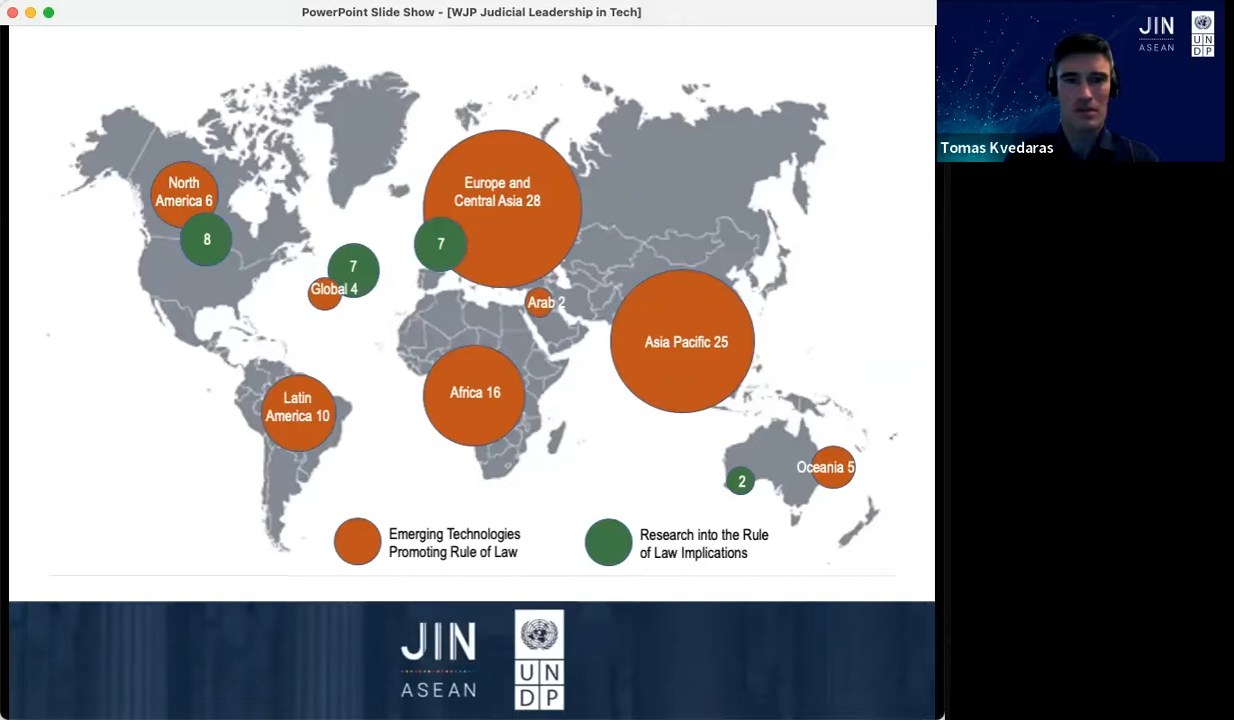 PowerPoint Slide Show - [WJP Judicial Leadership in Tech]
JIN
ASEAN
U N
D P
Tomas Kvedaras
North
America 6
8
Europe and
Central Asia 28
7
7
Global 4
Arab 2
Asia Pacific 25
Latin
America 10
Africa 16
Oceania 5
2
Emerging Technologies
Promoting Rule of Law
Research into the Rule
of Law Implications
JIN
ASEAN
U N
D P